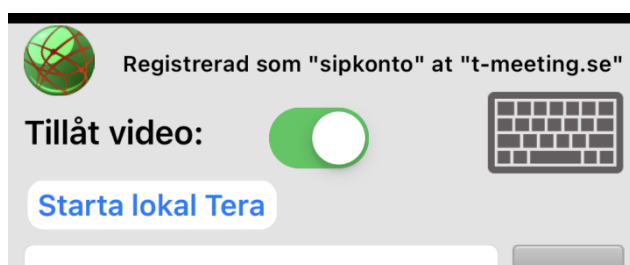 Registrerad som "sipkonto" at "t-meeting.se"
Tillåt video:
Starta lokal Tera